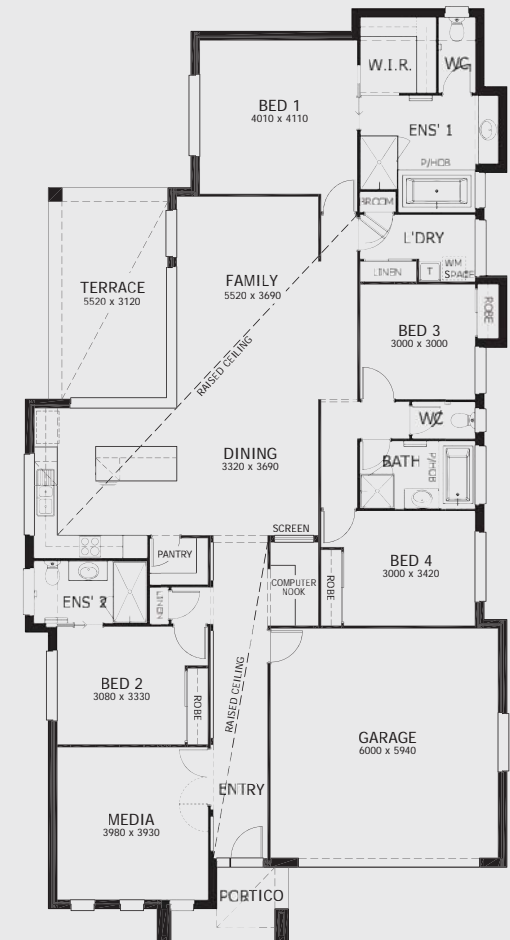 W.I.R.
WC
BED 1
4010 x 4110
ENS' 1
P/HOB
BROOM
L'DRY
LINEN
T
WM
SPACE
TERRACE
5520 x 3120
FAMILY
5520 x 3690
RAISED CEILING
BED 3
3000 x 3000
ROBE
WC
DINING
3320 x 3690
BATH
P/HOB
SCREEN
PANTRY
COMPUTER
NOOK
BED 4
3000 x 3420
ROBE
ENS' 2
LINEN
BED 2
3080 x 3330
ROBE
RAISED CEILING
GARAGE
6000 x 5940
ENTRY
MEDIA
3980 x 3930
PORTICO